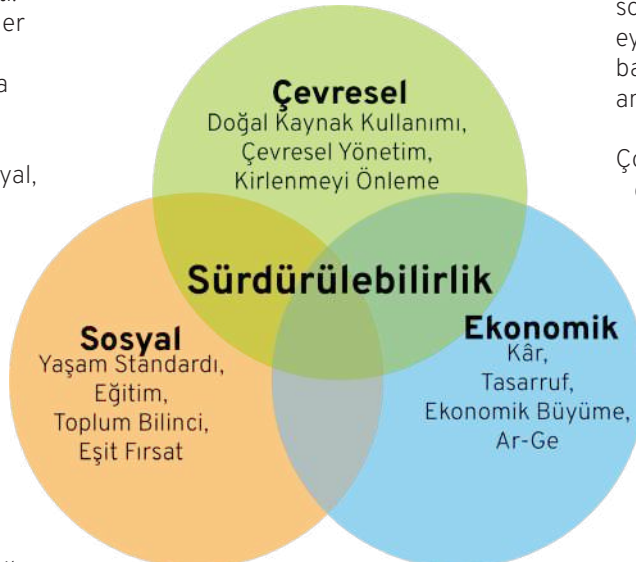 Çevresel
Doğal Kaynak Kullanımı,
Çevresel Yönetim,
Kirlenmeyi Önleme
Sürdürülebilirlik
Sosyal
Yaşam Standardı,
Eğitim,
Toplum Bilinci,
Eşit Fırsat
Ekonomik
Kâr,
Tasarruf,
Ekonomik Büyüme,
Ar-Ge